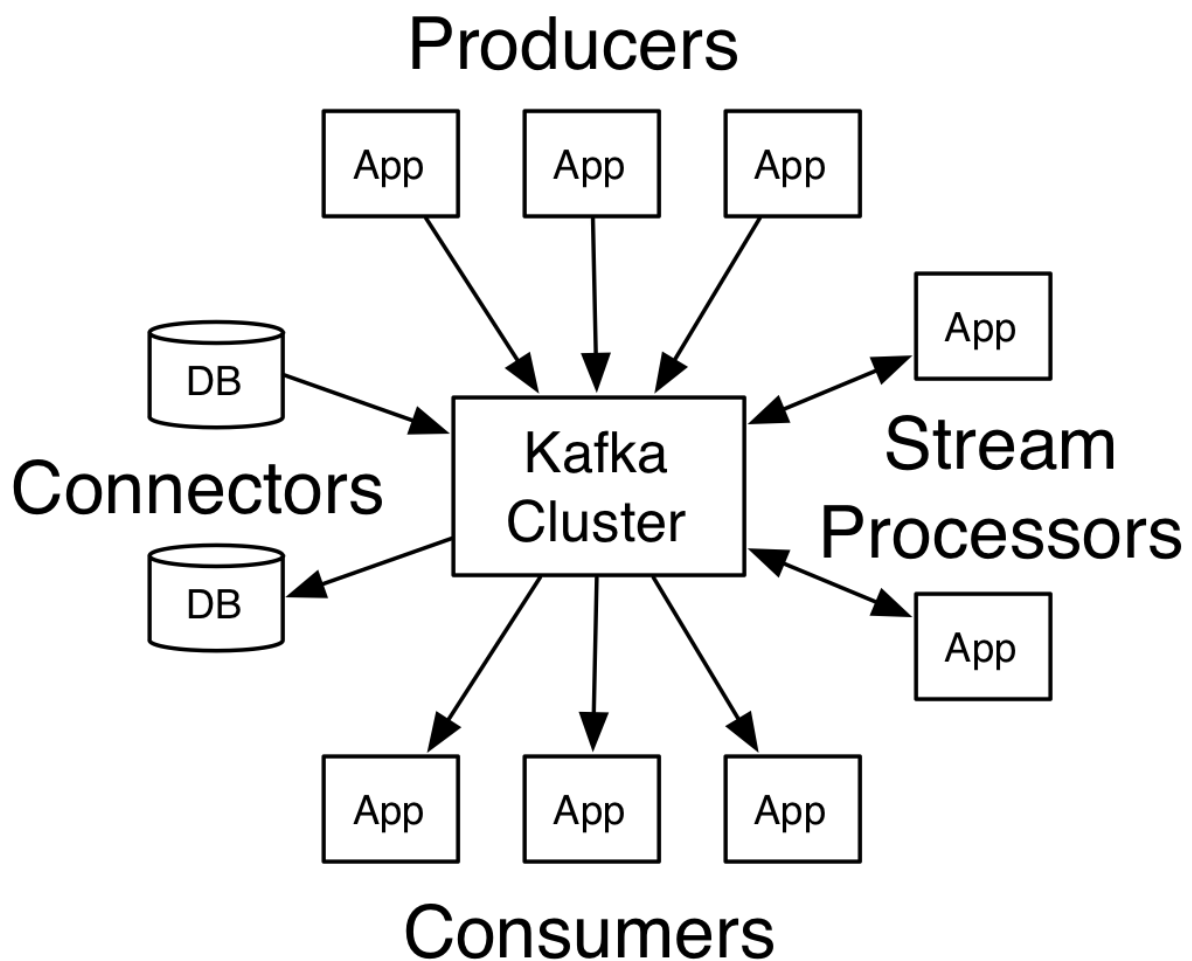 Producers
App
App
App
App
DB
Stream
Kafka
Connectors
Cluster
Processors
DB
App
App
App
App
Consumers